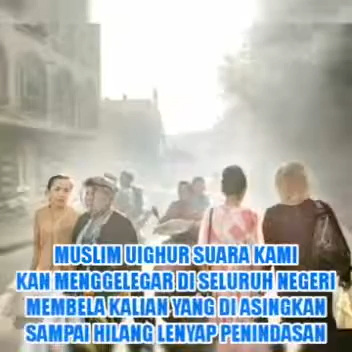 MUSLIM UIGHUR SUARA KAMI
KAN MENGGELEGAR DI SELURUH NEGERI
MEMBELA KALIAN YANG DI ASINGKAN
SAMPAI HILANG LENYAP PENINDASAN